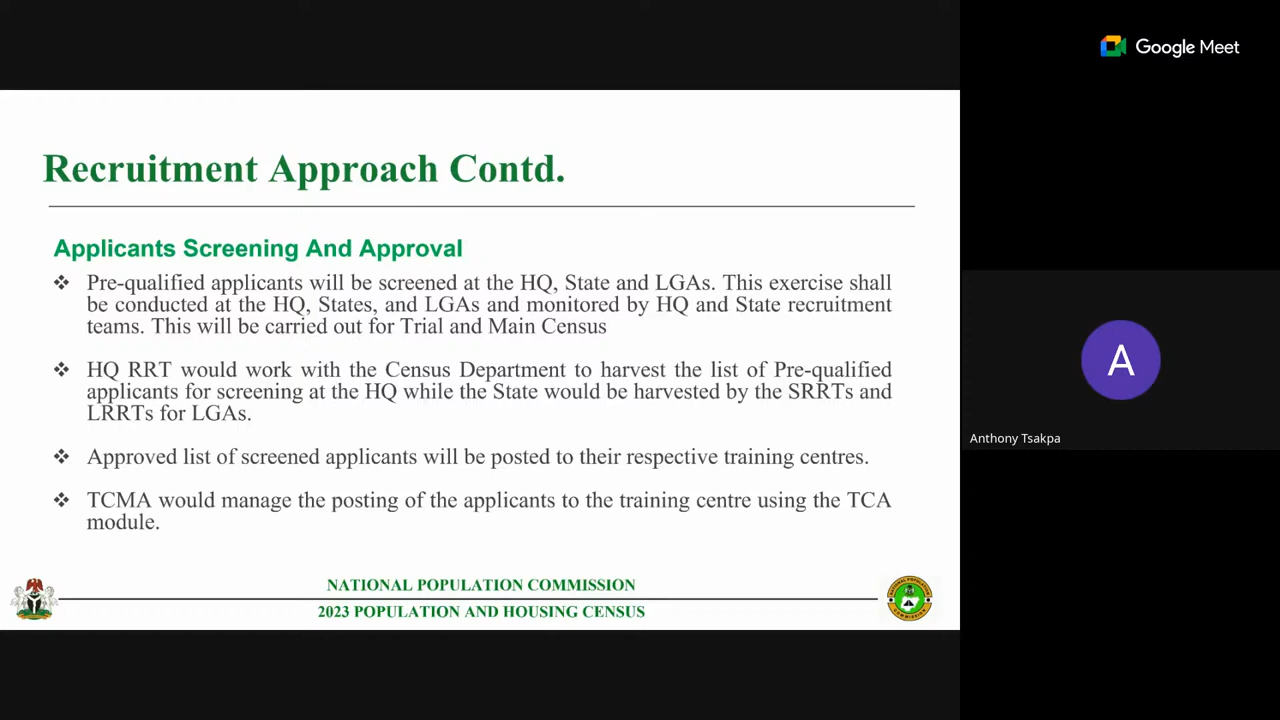 Google Meet
Recruitment Approach Contd.
Applicants Screening And Approval
❖ Pre-qualified applicants will be screened at the HQ, State and LGAs. This exercise shall
be conducted at the HQ, States, and LGAs and monitored by HQ and State recruitment
teams. This will be carried out for Trial and Main Census
❖ HQ RRT would work with the Census Department to harvest the list of Pre-qualified
applicants for screening at the HQ while the State would be harvested by the SRRTs and
LRRTs for LGAs.
❖ Approved list of screened applicants will be posted to their respective training centres.
❖ TCMA would manage the posting of the applicants to the training centre using the TCA
module.
NATIONAL POPULATION COMMISSION
2023 POPULATION AND HOUSING CENSUS
A
Anthony Tsakpa